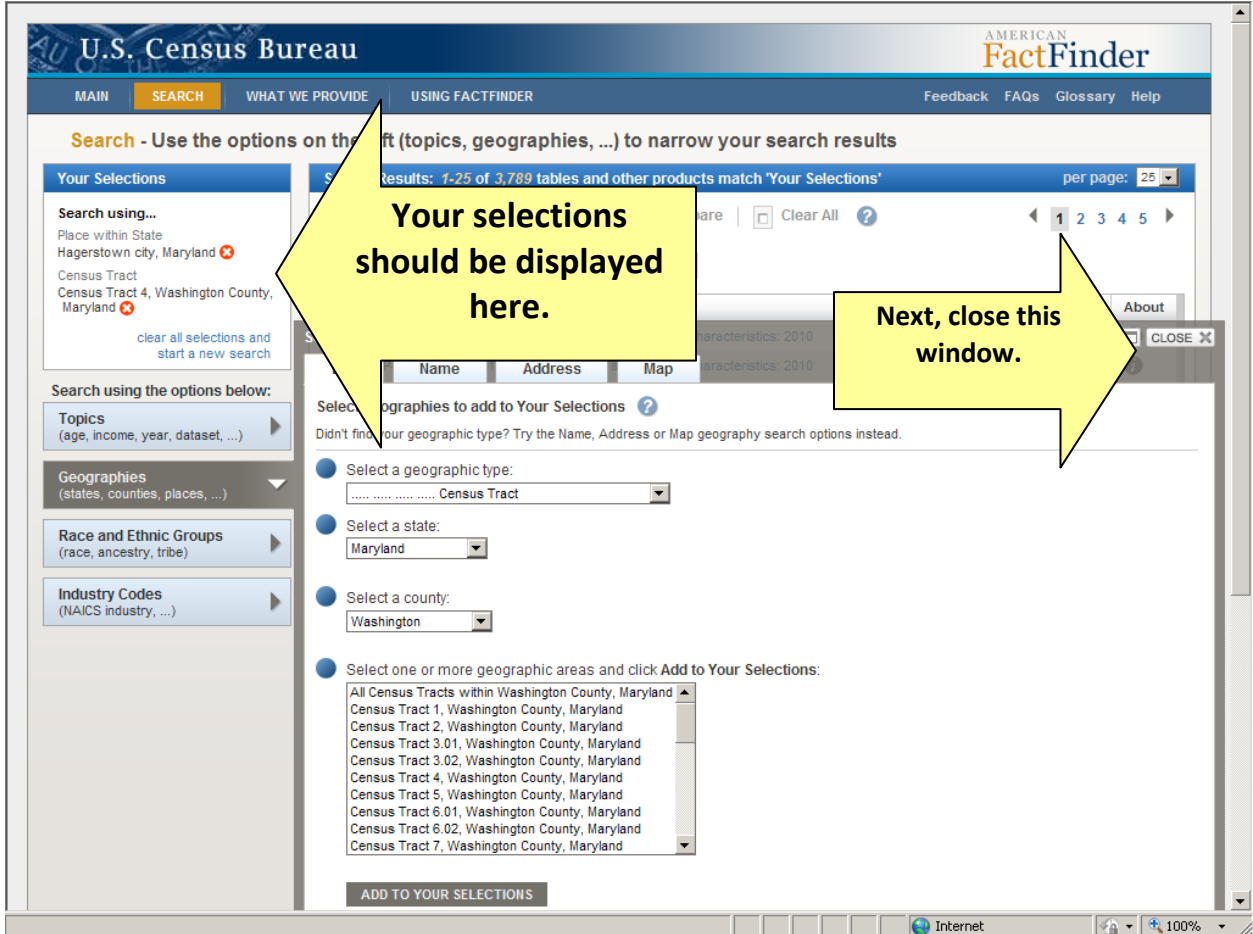 U.S. Census Bureau
AMERICAN
FactFinder
MAIN SEARCH WHAT WE PROVIDE USING FACTFINDER Feedback FAQs Glossary Help
Search - Use the options on the ft (topics, geographies, ...) to narrow your search results
Your Selections
Results: 1-25 of 3,789 tables and other products match 'Your Selections' per page: 25
Search using...
Place within State
Hagerstown city, Maryland
Census Tract
Census Tract 4, Washington County,
Maryland
clear all selections and
start a new search
Clear All ? 1 2 3 4 5
Your selections
should be displayed
here.
Next, close this
window.
About
aracteristics: 2010 CLOSE
aracteristics: 2010
Name Address Map
Search using the options below:
Topics
(age, income, year, dataset, ...)
Geographies
(states, counties, places, ...)
Race and Ethnic Groups
(race, ancestry, tribe)
Industry Codes
(NAICS industry, ...)
Selec ographies to add to Your Selections ?
Didn't find your geographic type? Try the Name, Address or Map geography search options instead.
Select a geographic type:
..... ..... ..... ..... Census Tract
Select a state:
Maryland
Select a county:
Washington
Select one or more geographic areas and click Add to Your Selections:
All Census Tracts within Washington County, Maryland
Census Tract 1, Washington County, Maryland
Census Tract 2, Washington County, Maryland
Census Tract 3.01, Washington County, Maryland
Census Tract 3.02, Washington County, Maryland
Census Tract 4, Washington County, Maryland
Census Tract 5, Washington County, Maryland
Census Tract 6.01, Washington County, Maryland
Census Tract 6.02, Washington County, Maryland
Census Tract 7, Washington County, Maryland
ADD TO YOUR SELECTIONS
Internet 100%